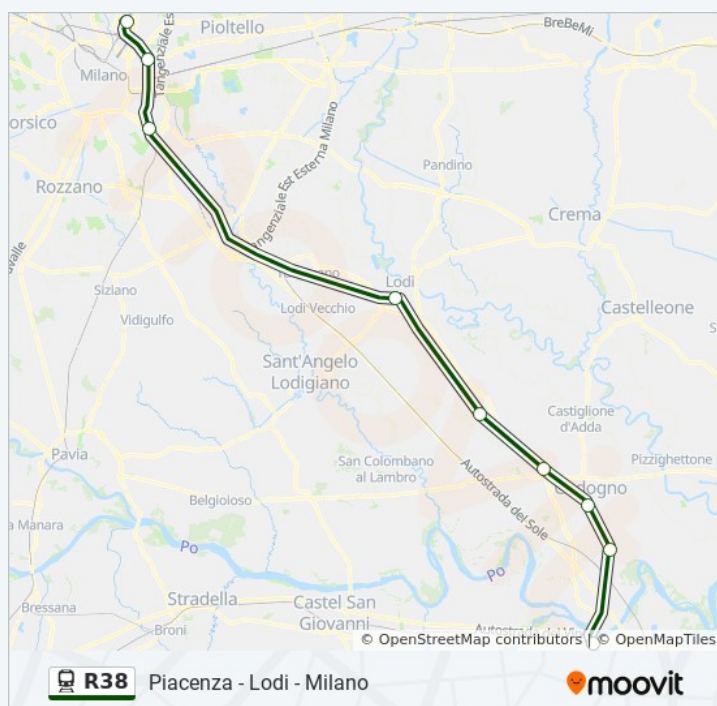 Pioltello
BreBeMi
Milano
Tangenziale Es
orsico
Pandino
Tangenziale Est Esterna Milano
Rozzano
Crema
avalle
Lodi
Siziano
Lodi Vecchio
Castelleone
Vidigulfo
S
Sant'Angelo
Lodigiano
Castiglione
d'Adda
Pavia
San Colombano
al Lambro
Pizzighettone
Autostrada del Sole
Belgioioso
a Manara
Po
Po
Stradella
Castel San
Giovanni
Bressana
Broni
© OpenStreetMap contributors | © OpenMapTiles
R38 Piacenza - Lodi - Milano
moovit